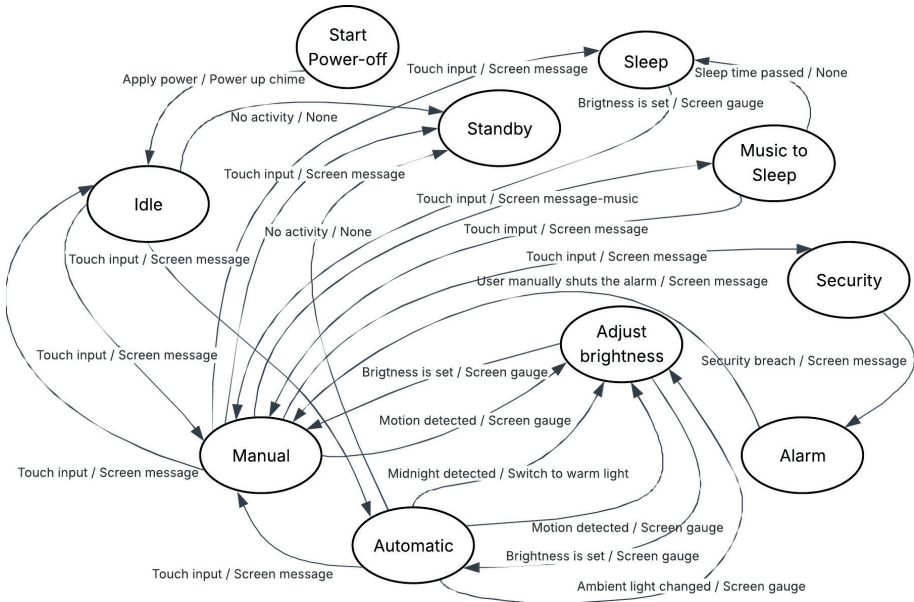 Start
Power-off
Sleep
Touch input / Screen message
Sleep time passed / None
Apply power / Power up chime
Brigtness is set / Screen gauge
No activity / None
Standby
Music to
Sleep
Touch input / Screen message
Idle
Touch input / Screen message-music
Touch imput / Screen message
No activity / None
Touch input / Screen message
Touch input / Screen message
User manually shuts the alarm / Screen message
Security
Adjust
brightness
Touch input / Screen message
Brigtness is set / Screen gauge
Security breach / Screen message
Motion detected / Screen gauge
Manual
Alarm
Touch input / Screen message
Midnight detected / Switch to warm light
Motion detected / Screen gauge
Automatic
Brightness is set / Screen gauge
Touch input / Screen message
Ambient light changed / Screen gauge